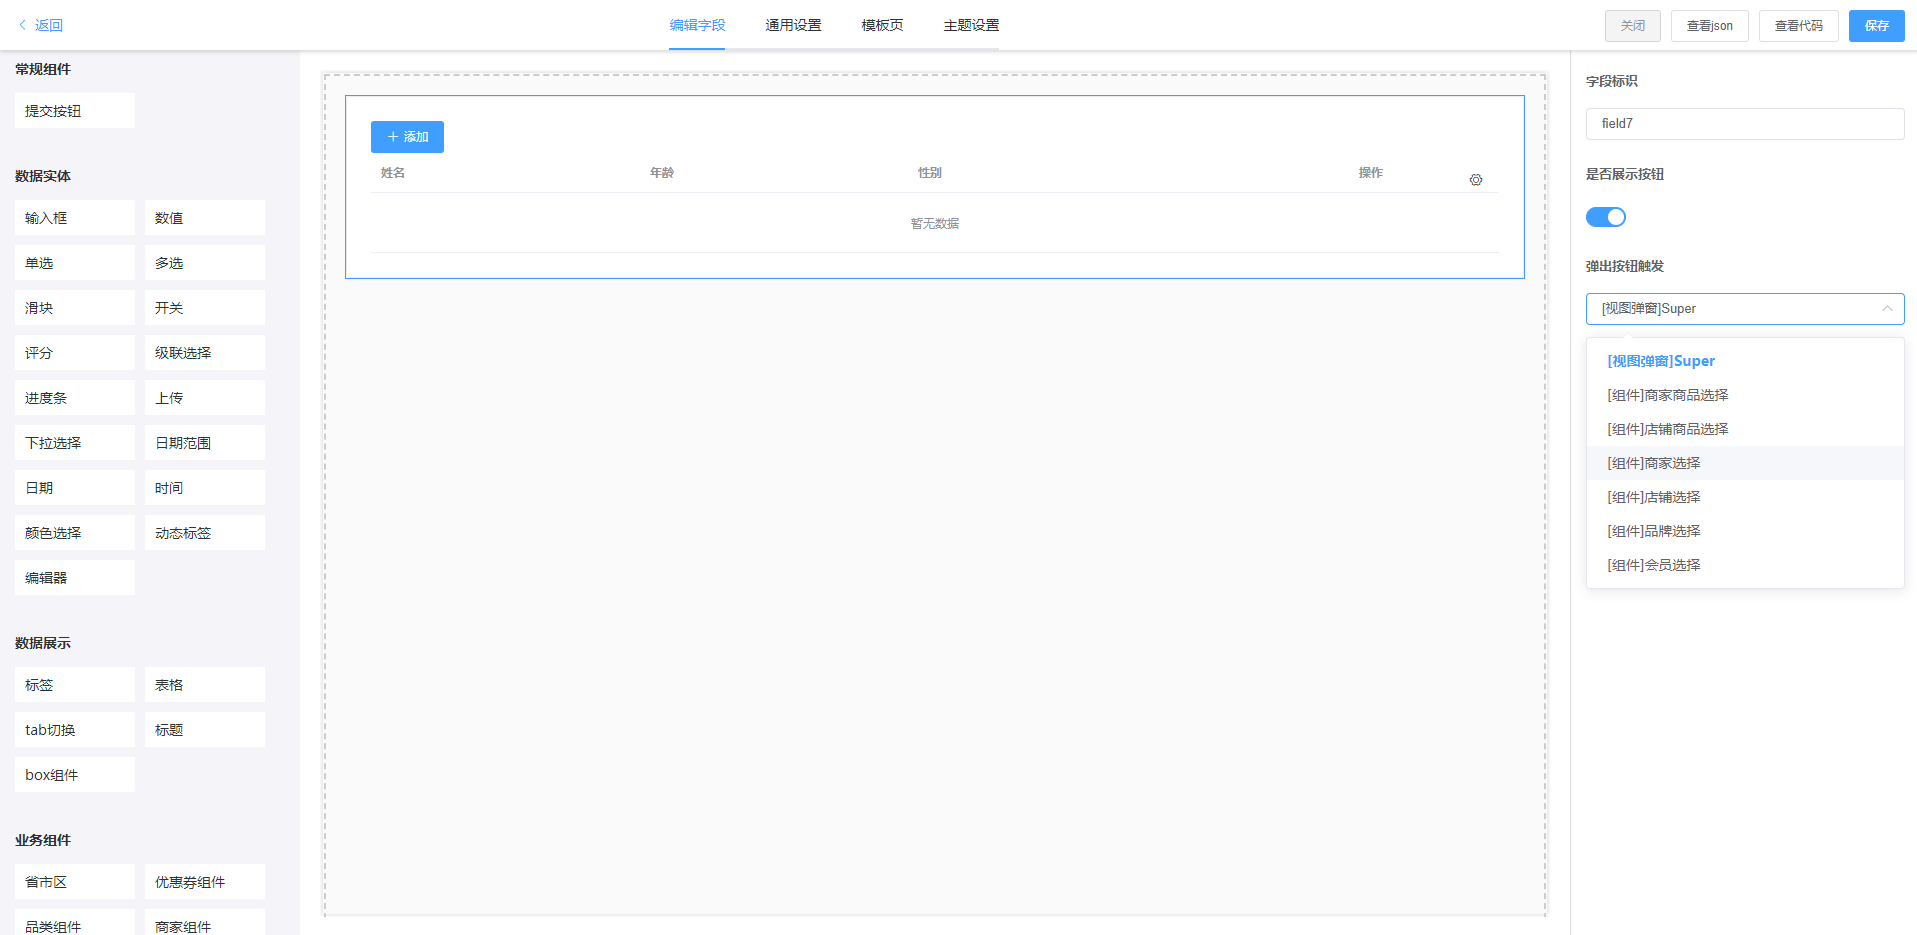 返回
编辑字段 通用设置 模板页 主题设置
关闭 查看json 查看代码 保存
常规组件
提交按钮
数据实体
输入框 数值
单选 多选
滑块 开关
评分 级联选择
进度条 上传
下拉选择 日期范围
日期 时间
颜色选择 动态标签
编辑器
数据展示
标签 表格
tab切换 标题
box组件
业务组件
省市区 优惠券组件
品类组件 商家组件
添加
姓名 年龄 性别 操作
暂无数据
字段标识
field7
是否展示按钮
弹出按钮触发
[视图弹窗]Super
[视图弹窗]Super
[组件]商家商品选择
[组件]店铺商品选择
[组件]商家选择
[组件]店铺选择
[组件]品牌选择
[组件]会员选择